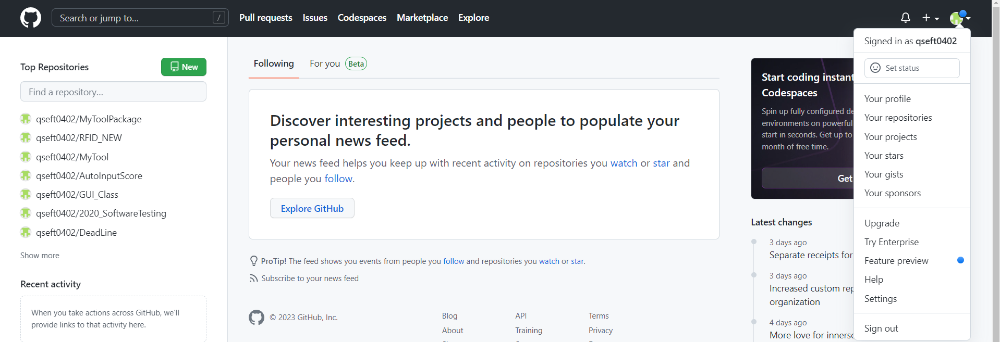 Search or jump to...
/
Pull requests
Issues
Codespaces
Marketplace
Explore
Top Repositories
New
Find a repository...
qseft0402/MyToolPackage
qseft0402/RFID_NEW
qseft0402/MyTool
qseft0402/AutoInputScore
qseft0402/GUI_Class
qseft0402/2020_SoftwareTesting
qseft0402/DeadLine
Show more
Recent activity
When you take actions across GitHub, we'll
provide links to that activity here.
Following
For you Beta
Discover interesting projects and people to populate your
personal news feed.
Your news feed helps you keep up with recent activity on repositories you watch or star and
people you follow.
Explore GitHub
ProTip! The feed shows you events from people you follow and repositories you watch or star.
Subscribe to your news feed
© 2023 GitHub, Inc.
Blog
About
API
Training
Terms
Privacy
Start coding
Codespaces
Spin up fully configured
environments on powerful
start in seconds. Get up to
month of free time.
Get
Latest changes
3 days ago
Separate receipts for
3 days ago
Increased custom
organization
4 days ago
More love for
Signed in as qseft0402
Set status
Your profile
Your repositories
Your projects
Your stars
Your gists
Your sponsors
Upgrade
Try Enterprise
Feature preview
Help
Settings
Sign out